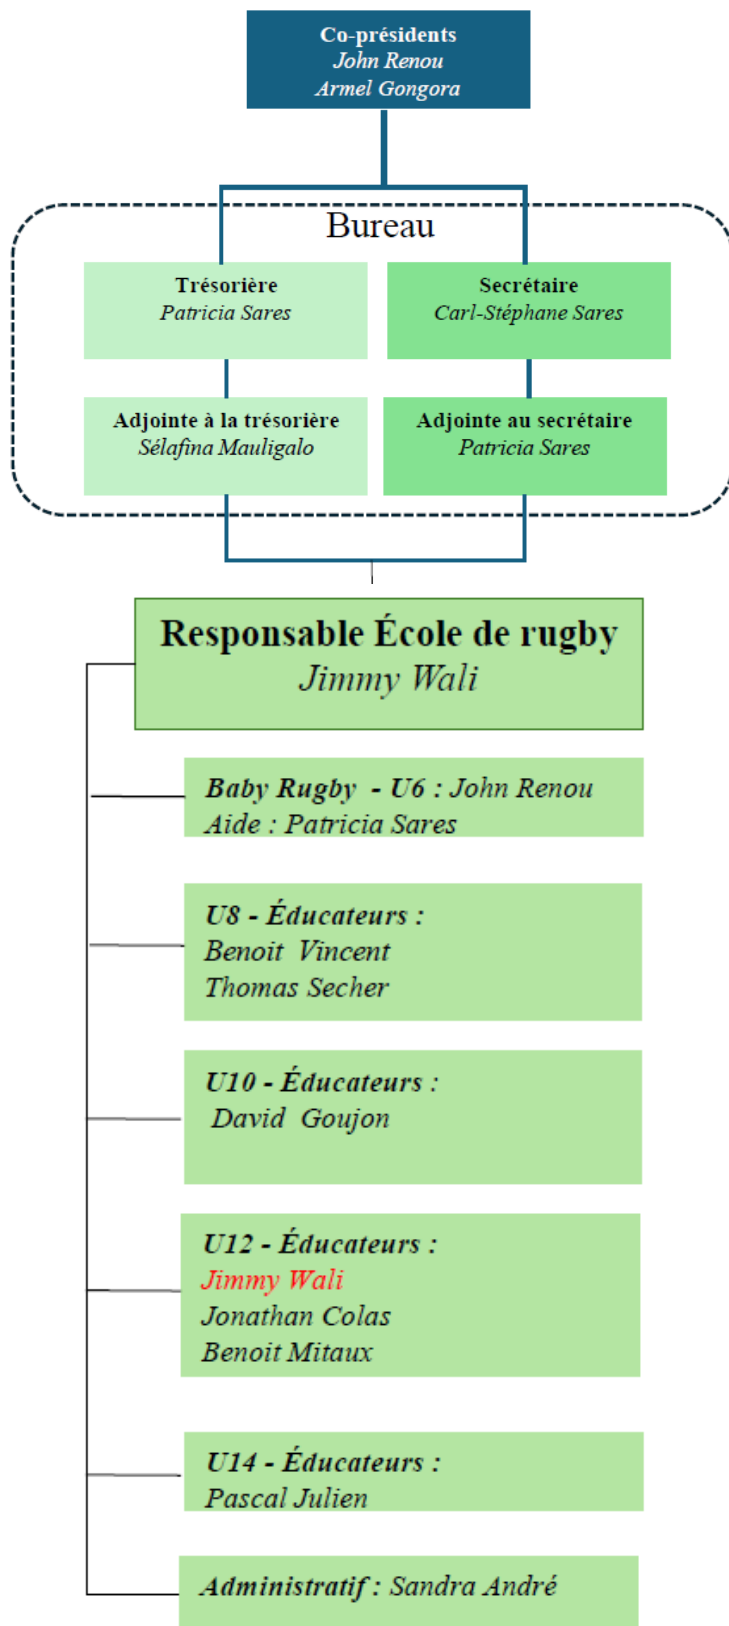 Co-présidents
John Renou
Armel Gongora
Bureau
Trésorière
Patricia Sares
Secrétaire
Carl-Stéphane Sares
Adjointe à la trésorière
Sélafina Mauligalo
Adjointe au secrétaire
Patricia Sares
Responsable École de rugby
Jimmy Wali
Baby Rugby - U6 : John Renou
Aide : Patricia Sares
U8 - Éducateurs :
Benoit Vincent
Thomas Secher
U10 - Éducateurs :
David Goujon
U12 - Éducateurs :
Jimmy Wali
Jonathan Colas
Benoit Mitaux
U14 - Éducateurs :
Pascal Julien
Administratif : Sandra André